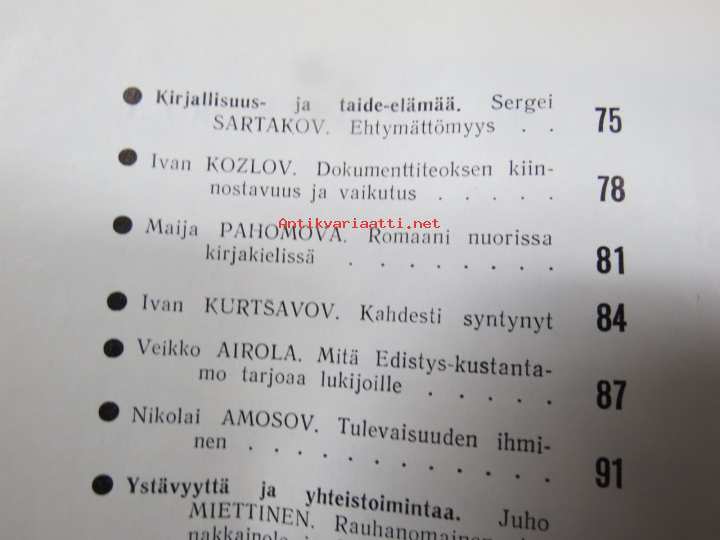 Kirjallisuus- ja taide-elämää. Sergei
SARTAKOV. Ehtymättömyys . . 75
Ivan KOZLOV. Dokumenttiteoksen kiin-
nostavuus ja vaikutus . . . . . 78
Antikvariaatti.net
Maija PAHOMOVA. Romaani nuorissa
kirjakielissä . . . . . . . . 81
Ivan KURTSAVOV. Kahdesti syntynyt 84
Veikko AIROLA. Mitä Edistys-kustanta-
mo tarjoaa lukijoille . . . . . 87
Nikolai AMOSOV. Tulevaisuuden ihmi-
nen . . . . . . . . . . . 91
Ystävyyttä ja yhteistoimintaa. Juho
MIETTINEN. Rauhanomainen